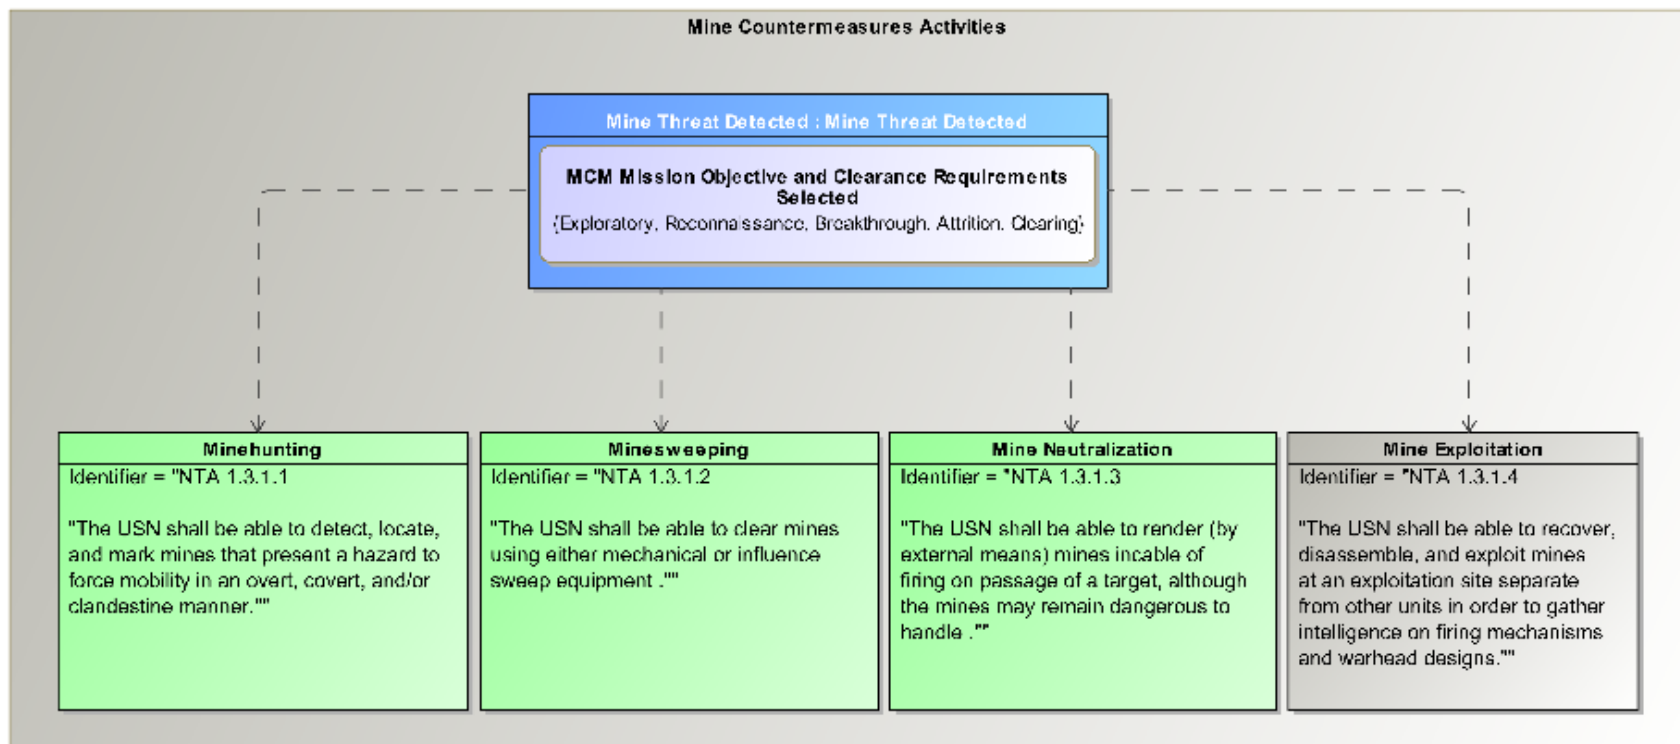 Mine Countermeasures Activities
Mine Threat Detected : Mine Threat Detected
MCM Mission Objective and Clearance Requirements
Selected
{Exploratory, Reconnaissance, Breakthrough, Attrition, Clearing}
Minehunting
Identifier = "NTA 1.3.1.1
"The USN shall be able to detect, locate,
and mark mines that present a hazard to
force mobility in an overt, covert, and/or
clandestine manner.""
Minesweeping
Identifier = "NTA 1.3.1.2
"The USN shall be able to clear mines
using either mechanical or influence
sweep equipment .""
Mine Neutralization
Identifier = "NTA 1.3.1.3
"The USN shall be able to render (by
external means) mines incable of
firing on passage of a target, although
the mines may remain dangerous to
handle .""
Mine Exploitation
Identifier = "NTA 1.3.1.4
"The USN shall be able to recover,
disassemble, and exploit mines
at an exploitation site separate
from other units in order to gather
intelligence on firing mechanisms
and warhead designs.""